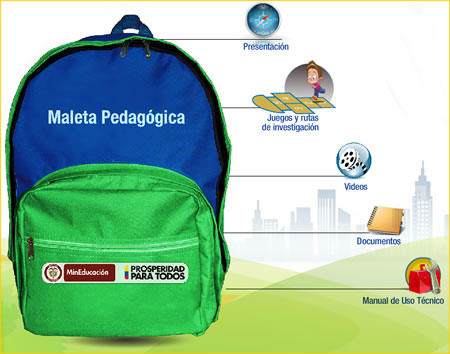 Presentación
Maleta Pedagógica
Juegos y rutas
de investigación
Videos
Documentos
MinEducación
PROSPERIDAD
PARA TODOS
Manual de Uso Técnico